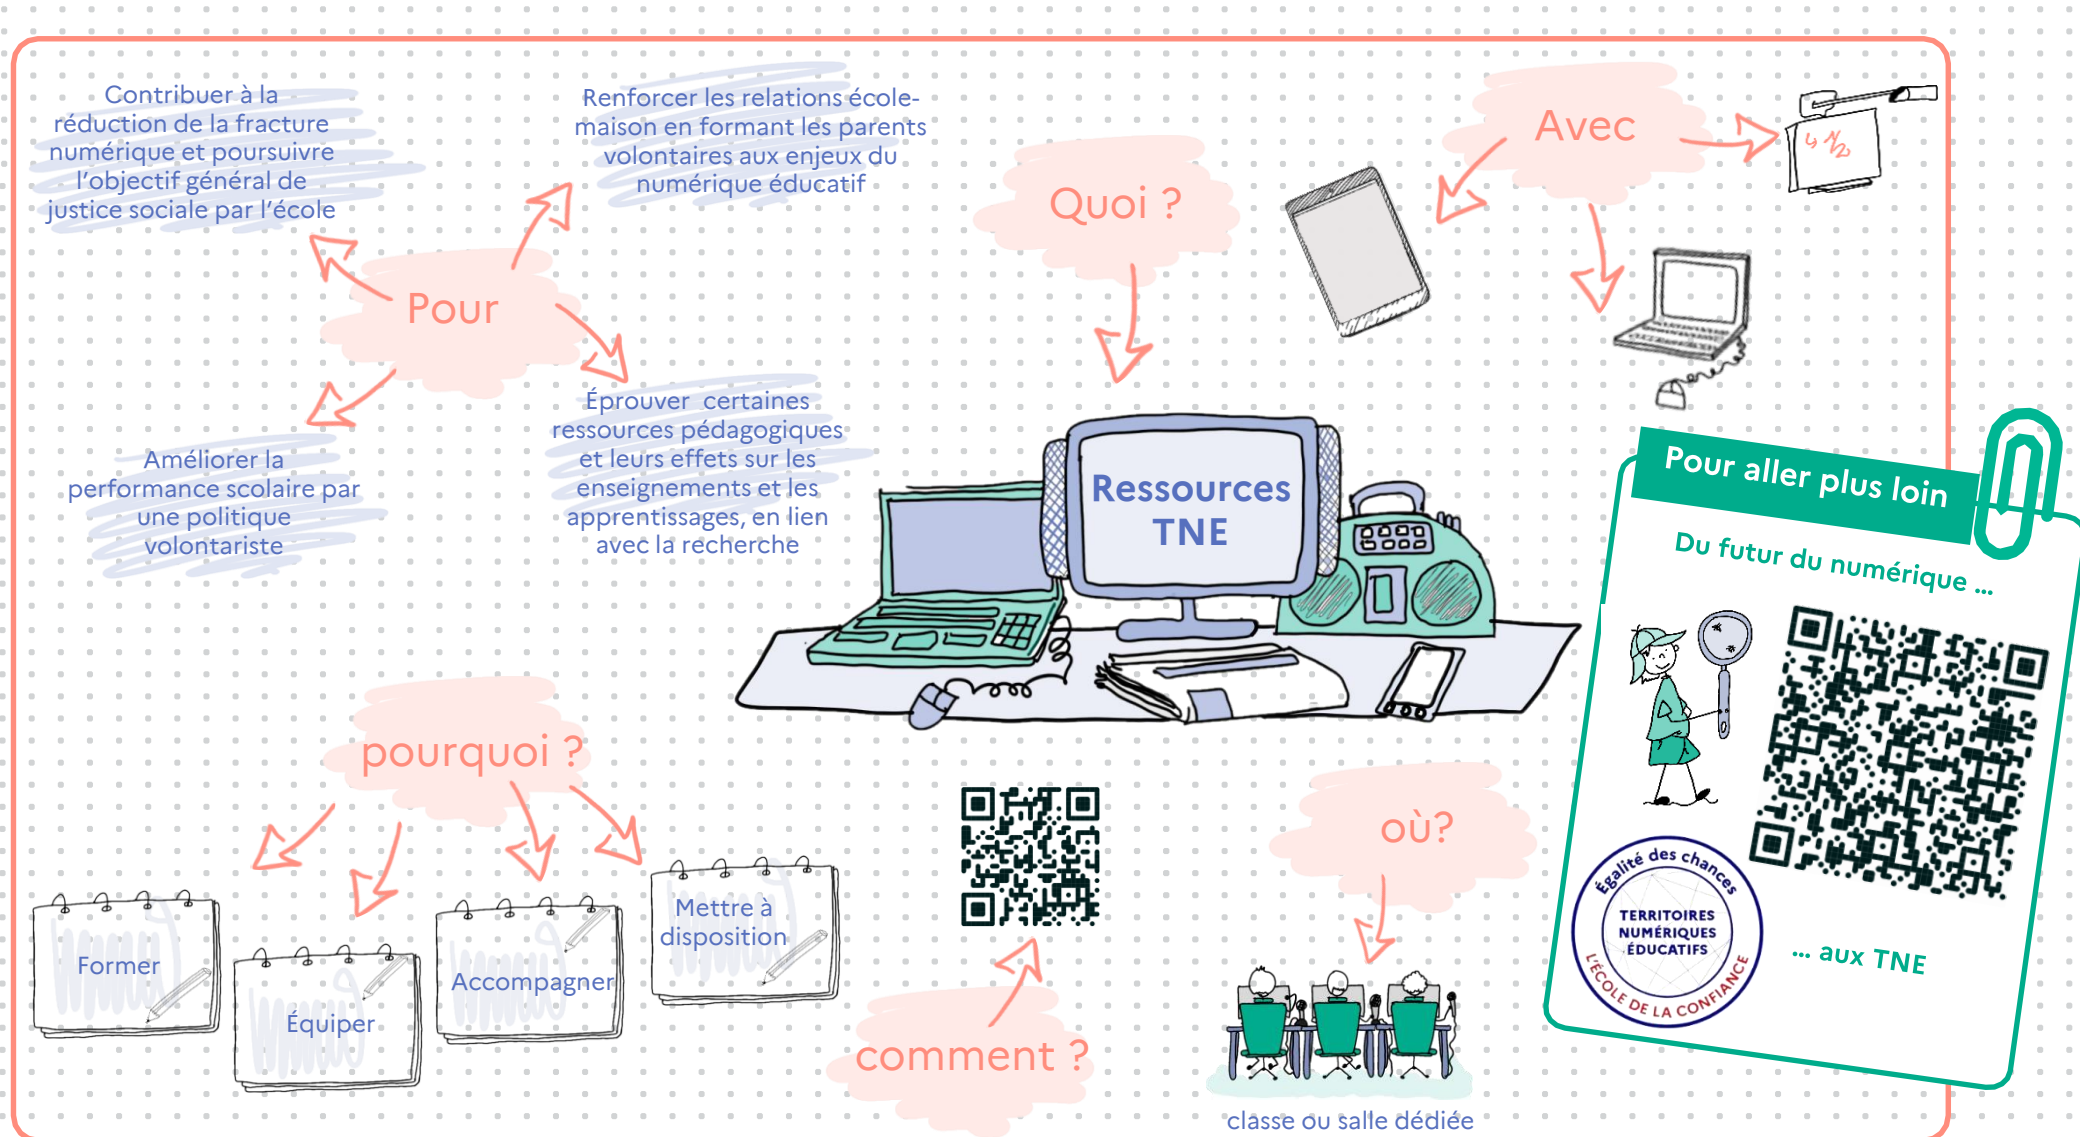 Contribuer à la
réduction de la fracture
numérique et poursuivre
l'objectif général de
justice sociale par l'école
Renforcer les relations école-
maison en formant les parents
volontaires aux enjeux du
numérique éducatif
Pour
Améliorer la
performance scolaire par
une politique
volontariste
Éprouver certaines
ressources pédagogiques
et leurs effets sur les
enseignements et les
apprentissages, en lien
avec la recherche
Quoi ?
Avec
Ressources
TNE
pourquoi ?
Former
Équiper
Accompagner
Mettre à
disposition
comment ?
où?
classe ou salle dédiée
Pour aller plus loin
Du futur du numérique ...
Égalité des chances
TERRITOIRES
NUMÉRIQUES
ÉDUCATIFS
L'ÉCOLE DE LA CONFIANCE
... aux TNE